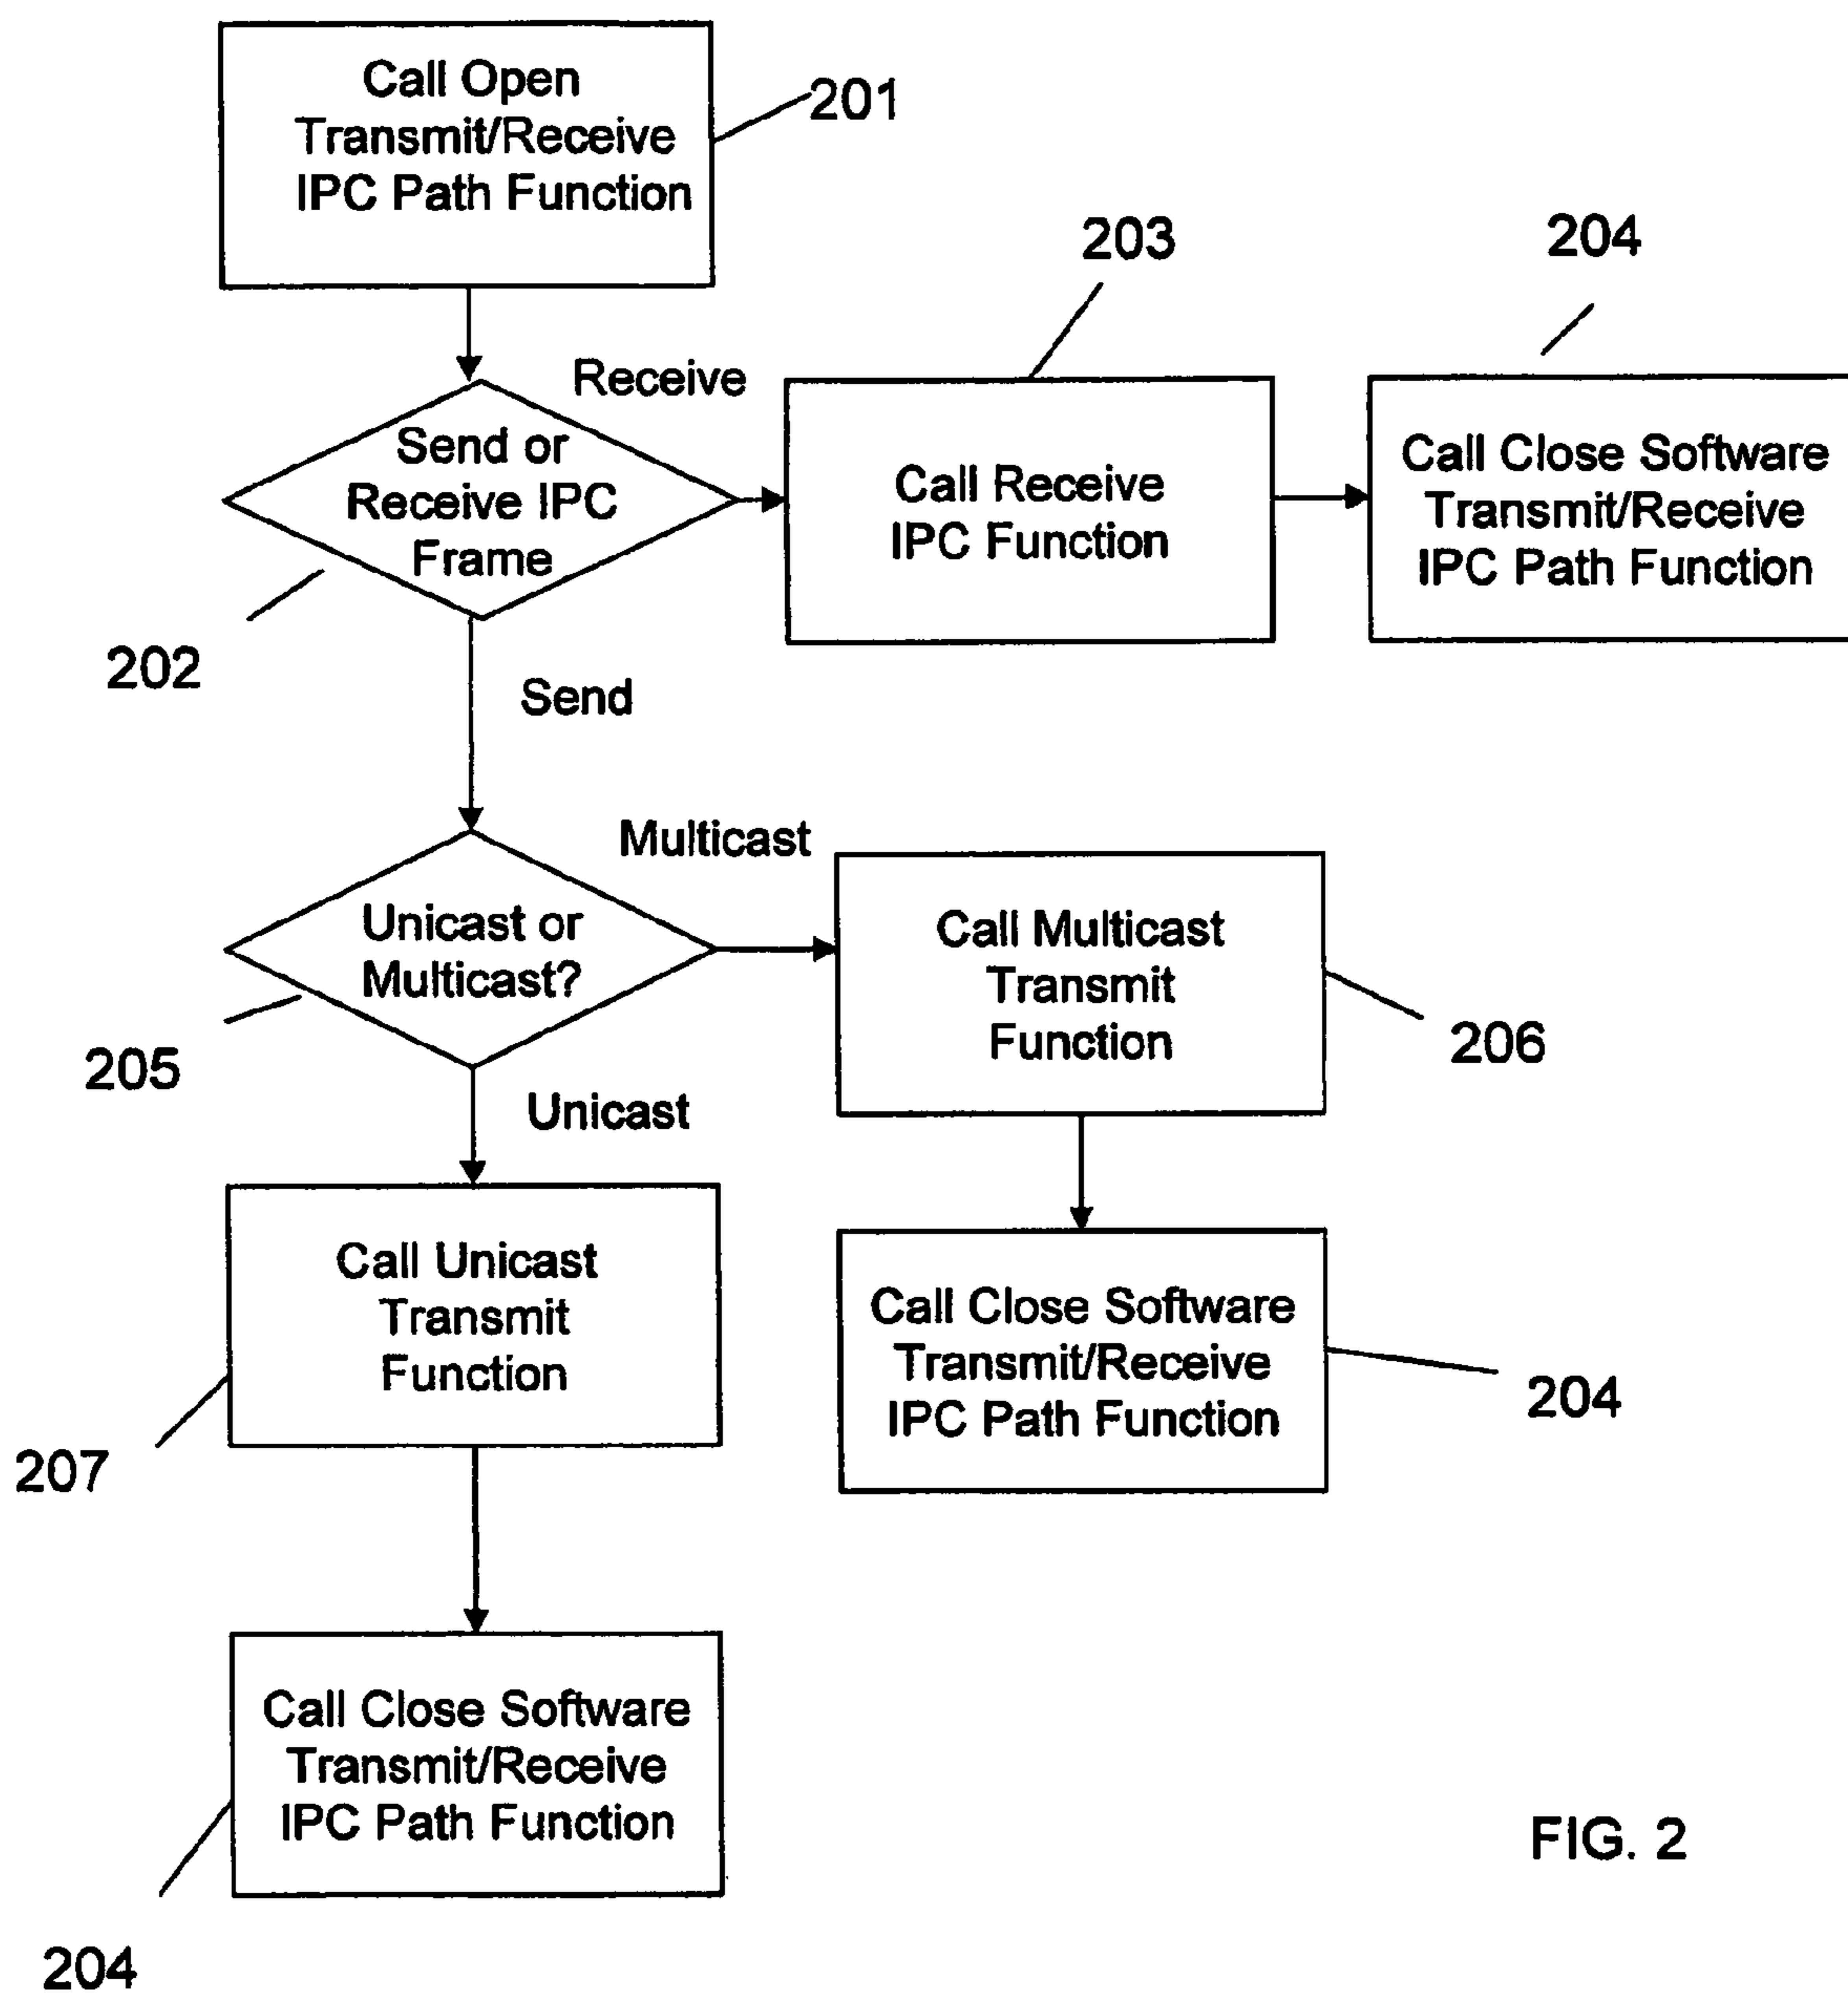 Call Open
Transmit/Receive
IPC Path Function
201
203
204
Receive
Send or
Receive IPC
Frame
Call Receive
IPC Function
Call Close Software
Transmit/Receive
IPC Path Function
202
Send
Multicast
Unicast or
Multicast?
Call Multicast
Transmit
Function
205
206
Unicast
Call Unicast
Transmit
Function
Call Close Software
Transmit/Receive
IPC Path Function
204
207
Call Close Software
Transmit/Receive
IPC Path Function
FIG. 2
204